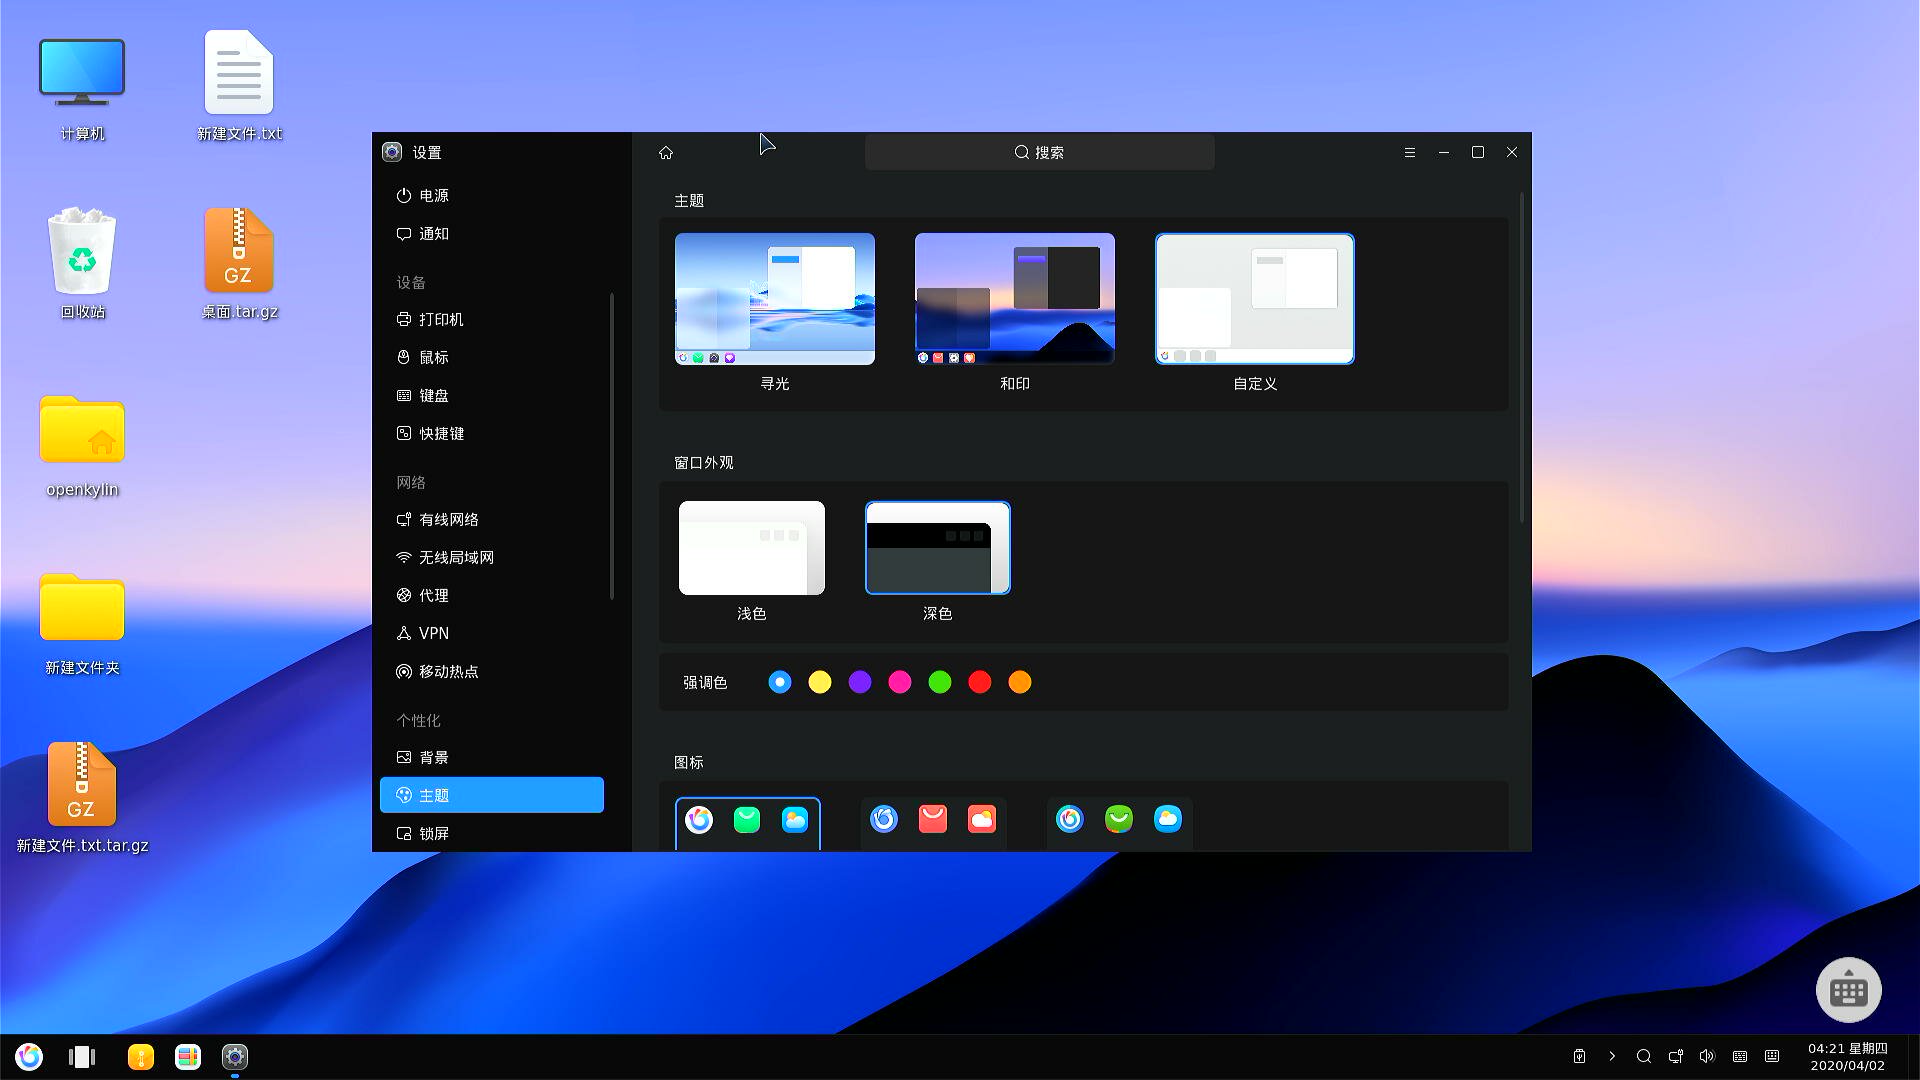 计算机
新建文件.txt
回收站
GZ
桌面.tar.gz
openkylin
新建文件夹
GZ
新建文件.txt.tar.gz
设置
搜索
电源
通知
设备
打印机
鼠标
键盘
快捷键
网络
有线网络
无线局域网
代理
VPN
移动热点
个性化
背景
主题
锁屏
主题
寻光
和印
自定义
窗口外观
浅色
深色
强调色
图标
04:21 星期四
2020/04/02